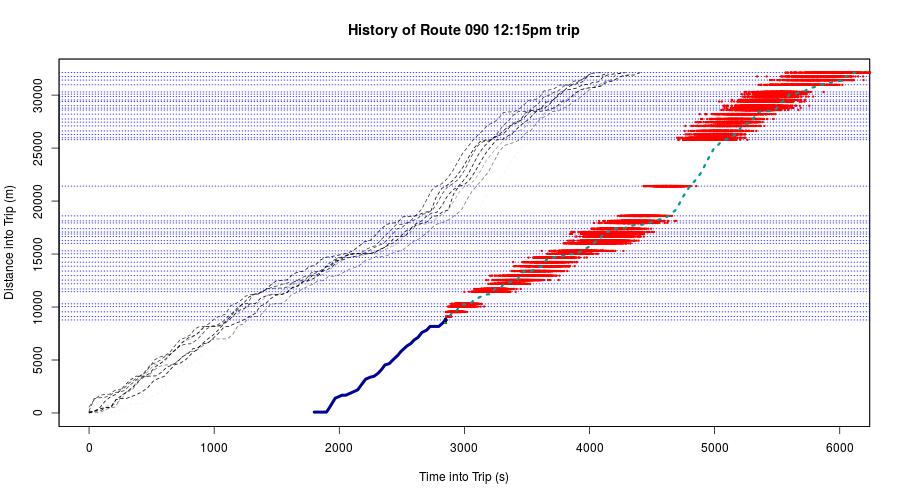 History of Route 090 12:15pm trip
Distance into Trip (m)
30000
25000
20000
15000
10000
5000
0
0 1000 2000 3000 4000 5000 6000
Time into Trip (s)